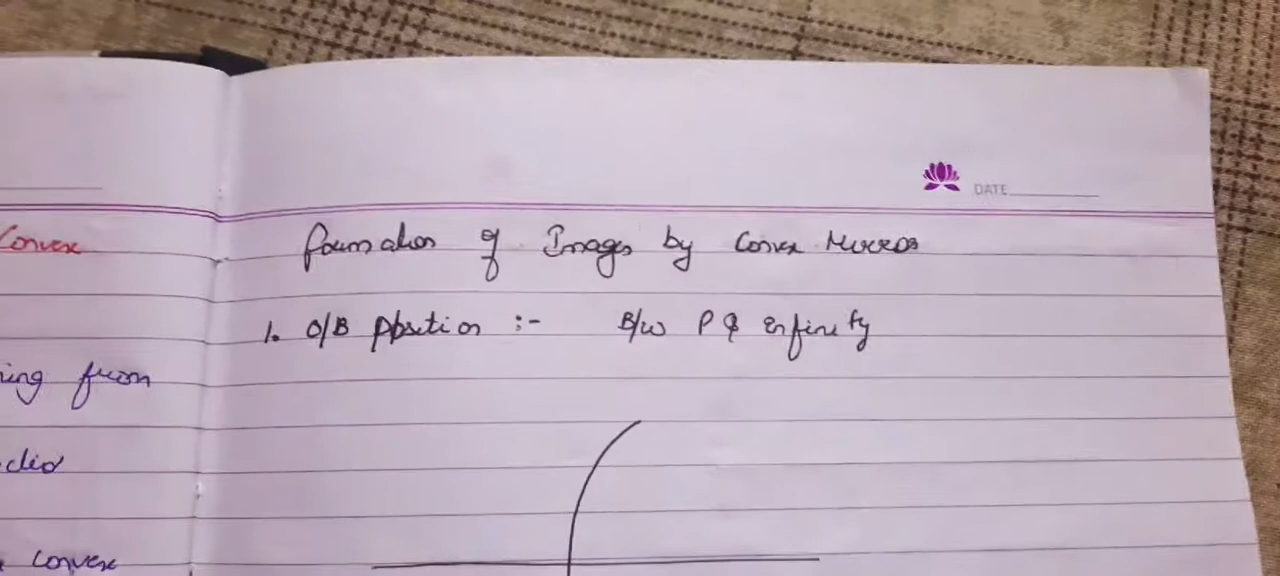 Convex
ing from
DATE
Formation of Images by Convex Mirror
1. O/B Position :- B/w P & Infinity
convex